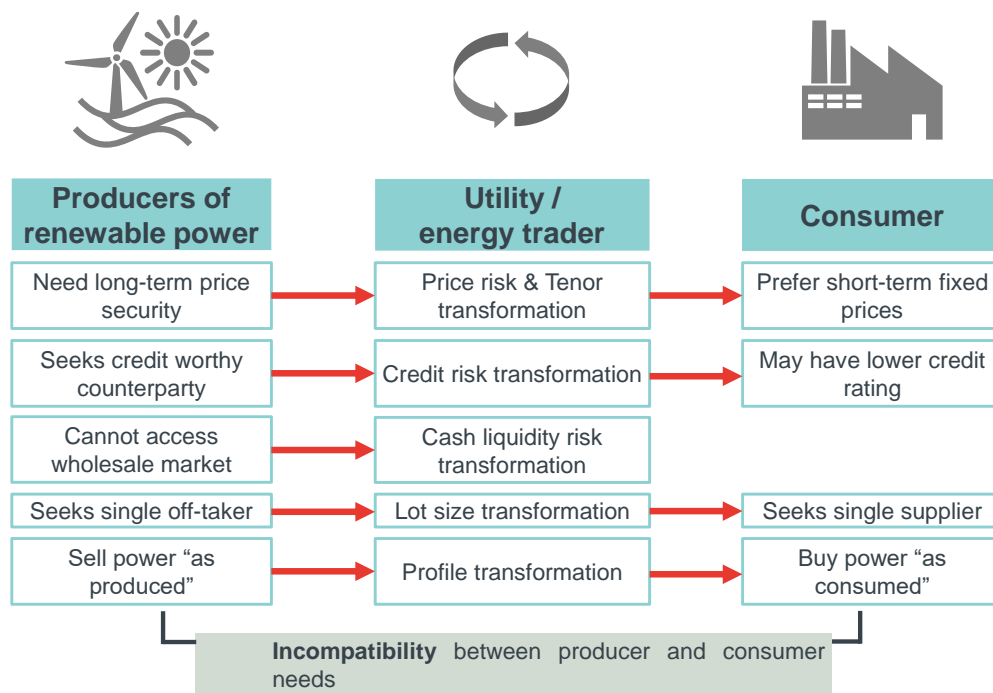 Producers of
renewable power
Utility /
energy trader
Consumer
Need long-term price
security
Price risk & Tenor
transformation
Prefer short-term fixed
prices
Seeks credit worthy
counterparty
Credit risk transformation
May have lower credit
rating
Cannot access
wholesale market
Cash liquidity risk
transformation
Seeks single off-taker
Lot size transformation
Seeks single supplier
Sell power “as
produced”
Profile transformation
Buy power “as
consumed”
Incompatibility between producer and consumer
needs